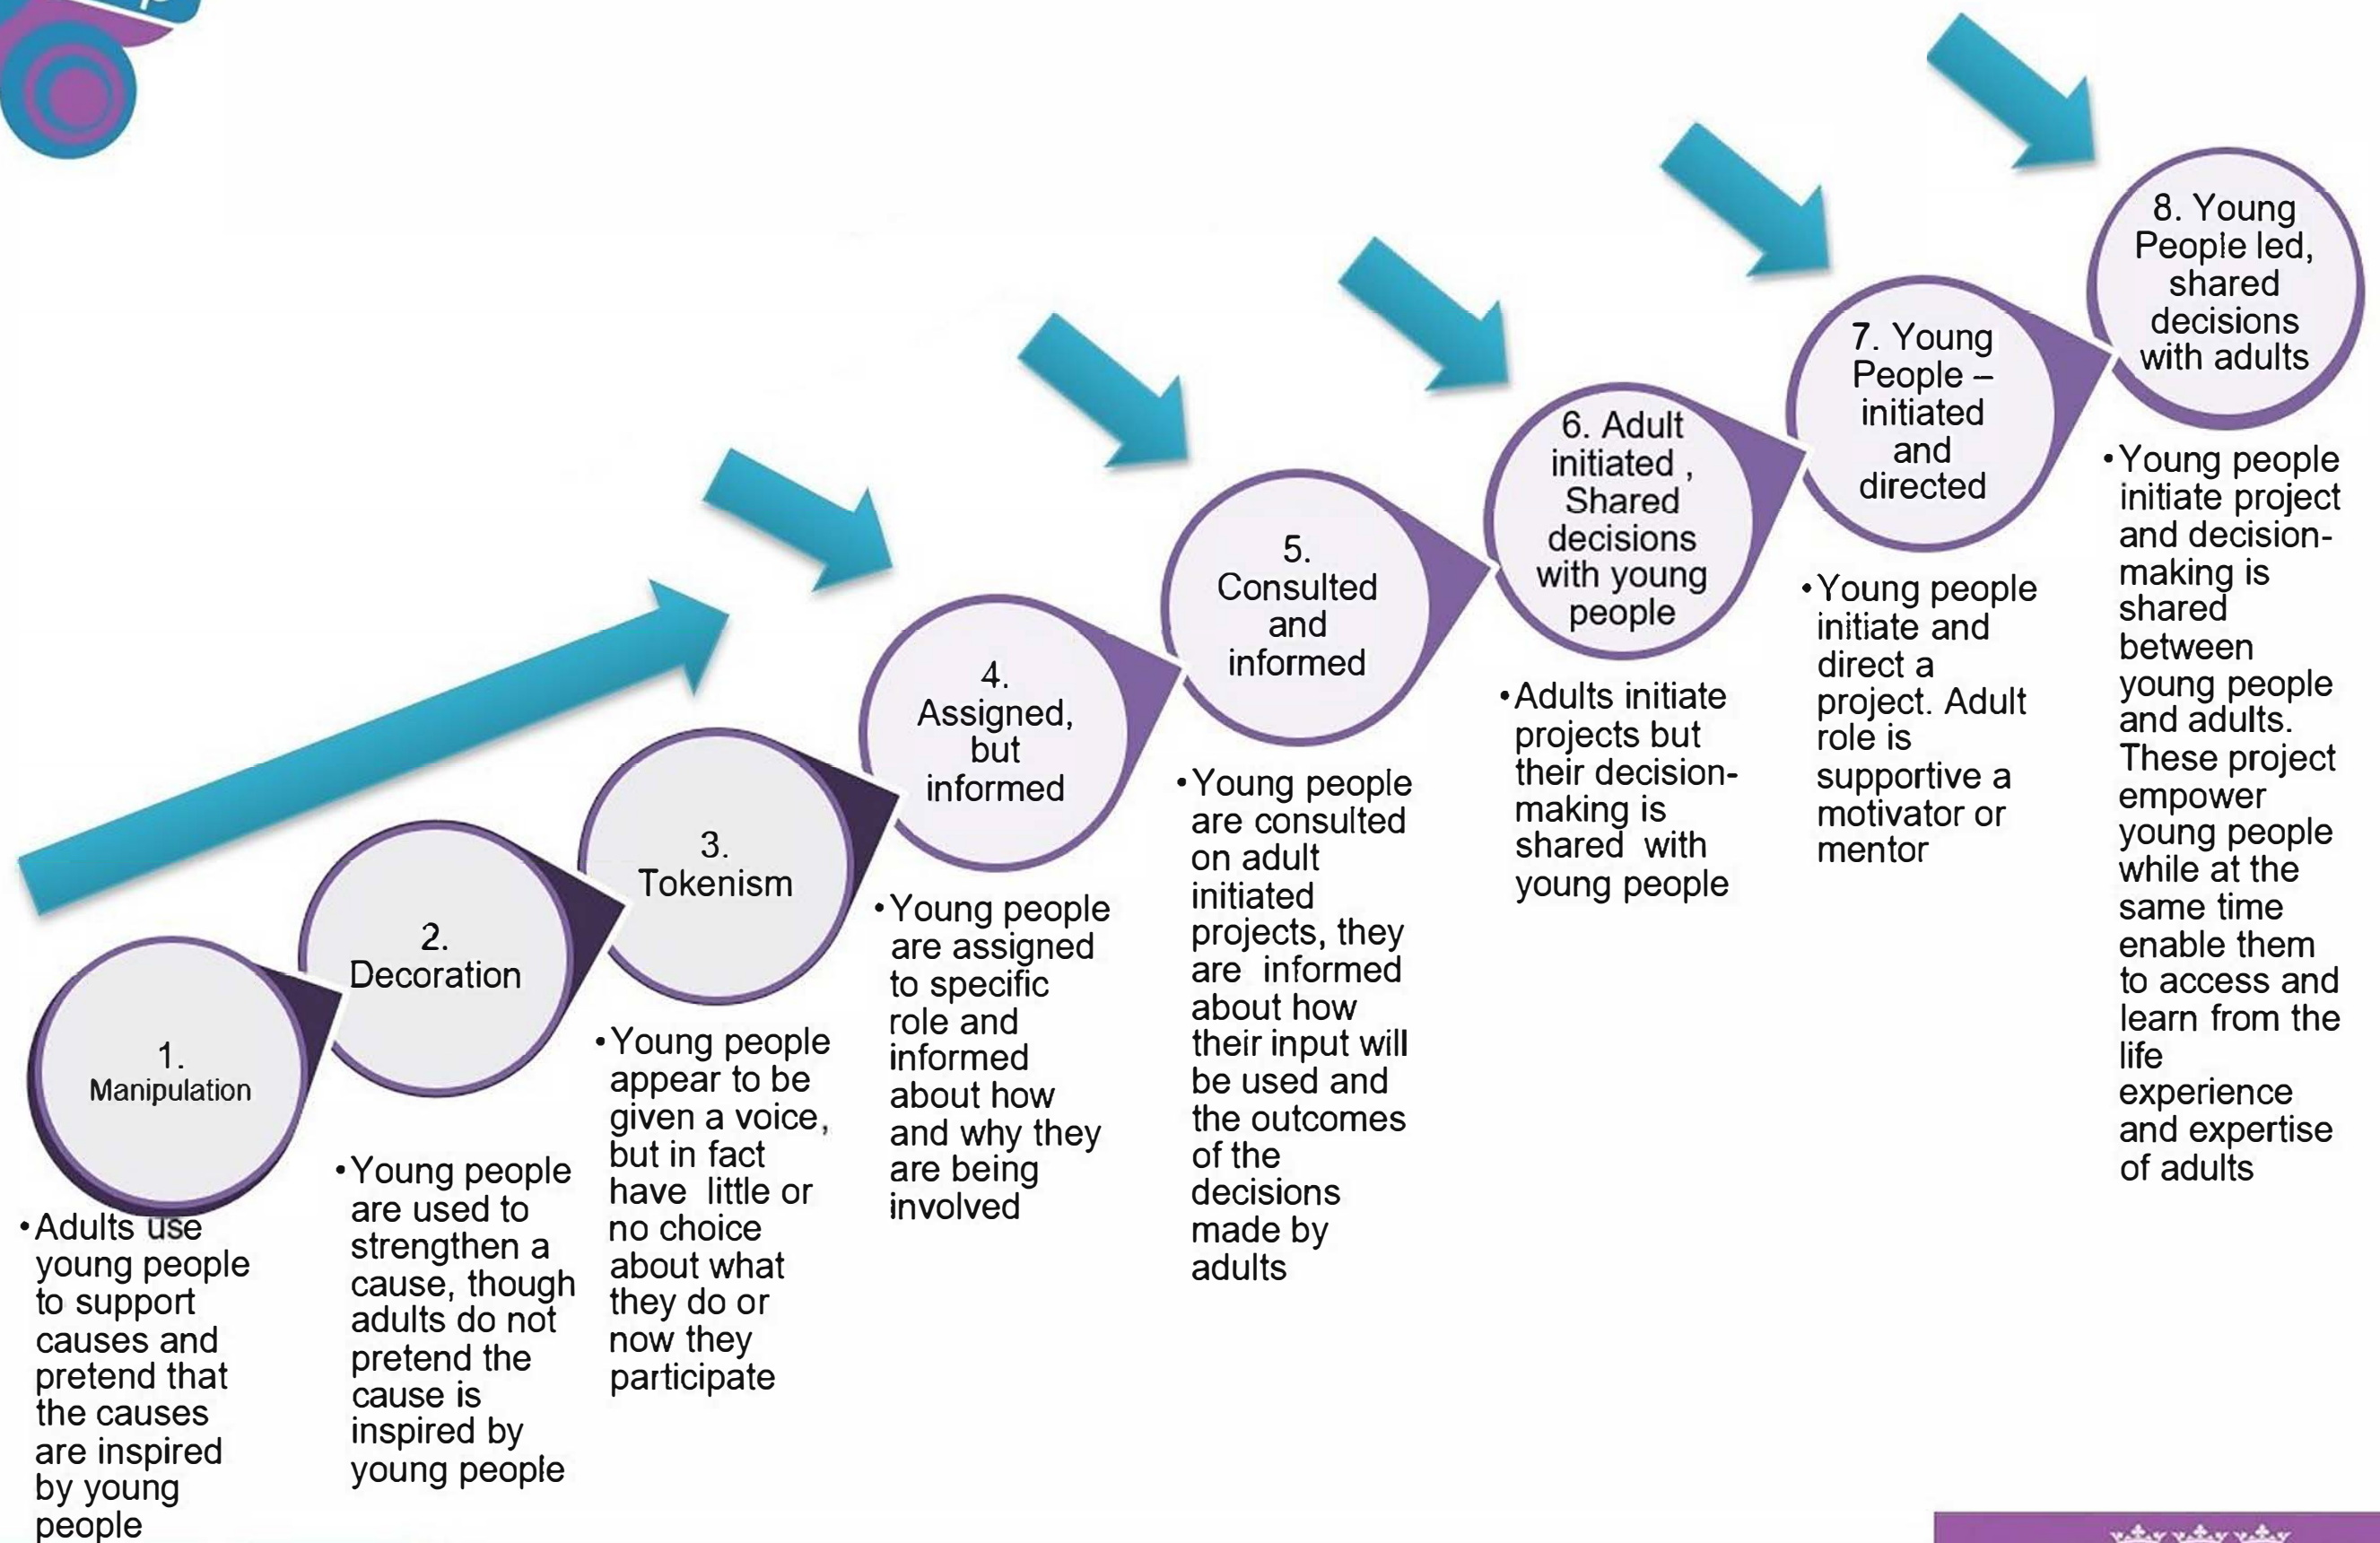 1.
Manipulation
•Adults use
young people
to support
causes and
pretend that
the causes
are inspired
by young
people
2.
Decoration
•Young people
are used to
strengthen a
cause, though
adults do not
pretend the
cause is
inspired by
young people
3.
Tokenism
•Young people
appear to be
given a voice,
but in fact
have little or
no choice
about what
they do or
now they
participate
4.
Assigned,
but
informed
•Young people
are assigned
to specific
role and
informed
about how
and why they
are being
involved
5.
Consulted
and
informed
•Young people
are consulted
on adult
initiated
projects, they
are informed
about how
their input will
be used and
the outcomes
of the
decisions
made by
adults
6. Adult
initiated ,
Shared
decisions
with young
people
•Adults initiate
projects but
their decision-
making is
shared with
young people
7. Young
People –
initiated
and
directed
•Young people
initiate and
direct a
project. Adult
role is
supportive a
motivator or
mentor
8. Young
People led,
shared
decisions
with adults
•Young people
initiate project
and decision-
making is
shared
between
young people
and adults.
These project
empower
young people
while at the
same time
enable them
to access and
learn from the
life
experience
and expertise
of adults